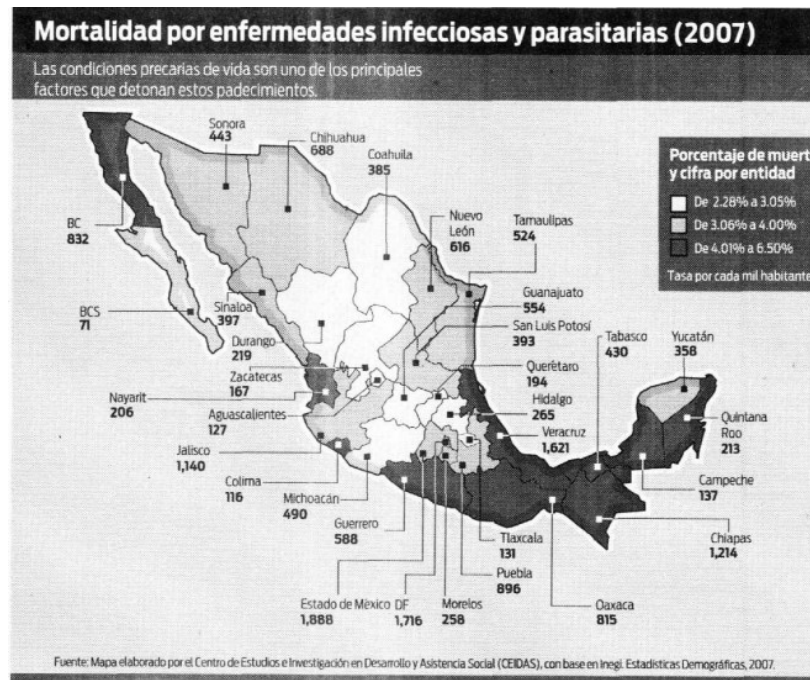 Mortalidad por enfermedades infecciosas y parasitarias (2007)
Las condiciones precarias de vida son uno de los principales
factores que detonan estos padecimientos.
Sonora
443
Chihuahua
688
Coahuila
385
Nuevo
León
616
Tamaulipas
524
Porcentaje de muert
y cifra por entidad
De 2.28% a 3.05%
De 3.06% a 4.00%
De 4.01% a 6.50%
Tasa por cada mil habitante
BC
832
BCS
71
Sinaloa
397
Durango
219
Zacatecas
167
Nayarit
206
Aguascalientes
127
Jalisco
1,140
Colima
116
Michoacán
490
Guerrero
588
Guanajuato
554
San Luis Potosí
393
Querétaro
194
Hidalgo
265
Veracruz
1,621
Tabasco
430
Yucatán
358
Quintana
Roo
213
Campeche
137
Chiapas
1,214
Tlaxcala
131
Puebla
896
Oaxaca
815
Estado de México
1,888
DF
1,716
Morelos
258
Fuente: Mapa elaborado por el Centro de Estudios e Investigación en Desarrollo y Asistencia Social (CEIDAS), con base en Inegi. Estadísticas Demográficas, 2007.